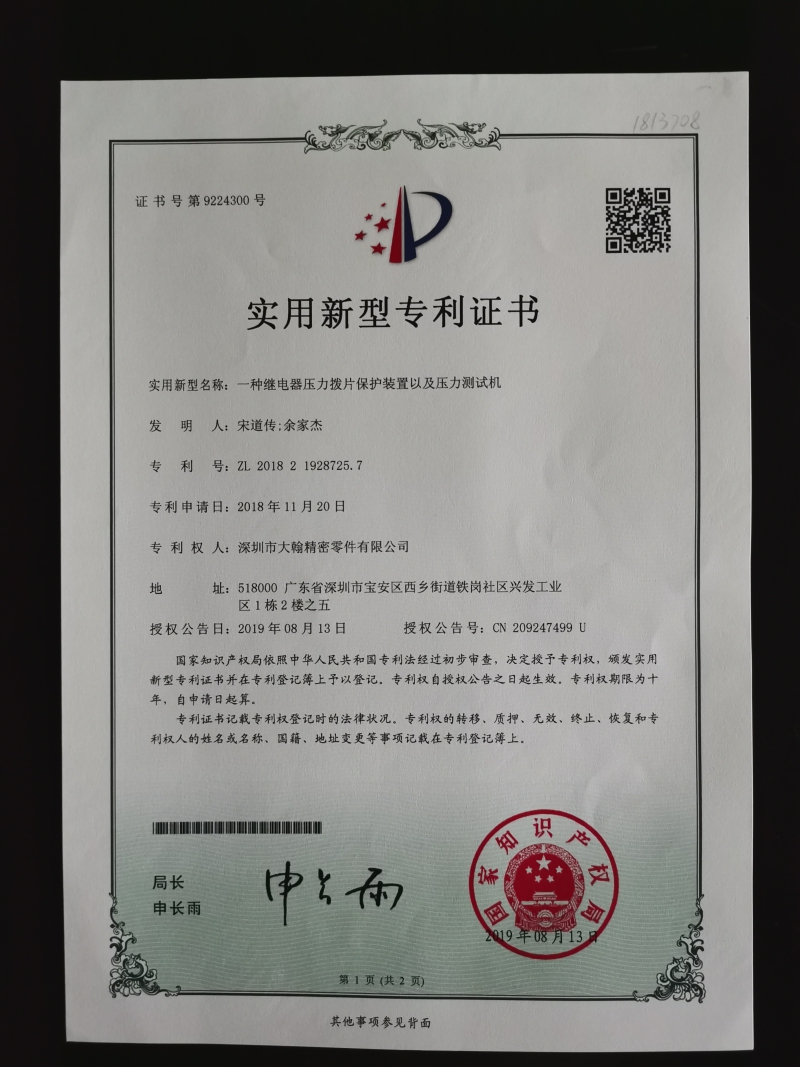 1813708
证书号第9224300号
实用新型专利证书
实用新型名称：一种继电器压力拨片保护装置以及压力测试机
发明人：宋道传;余家杰
专利号：ZL 2018 2 1928725.7
专利申请日：2018年11月20日
专利权人：深圳市大翰精密零件有限公司
地址：518000 广东省深圳市宝安区西乡街道铁岗社区兴发工业
区1栋2楼之五
授权公告日：2019年08月13日 授权公告号：CN 209247499 U
国家知识产权局依照中华人民共和国专利法经过初步审查，决定授予专利权，颁发实用
新型专利证书并在专利登记簿上予以登记。专利权自授权公告之日起生效。专利权期限为十
年，自申请日起算。
专利证书记载专利权登记时的法律状况。专利权的转移、质押、无效、终止、恢复和专
利权人的姓名或名称、国籍、地址变更等事项记载在专利登记簿上。
局长
申长雨
申长雨
国家知识产权局
2019年08月13日
第1页(共2页)
其他事项参见背面